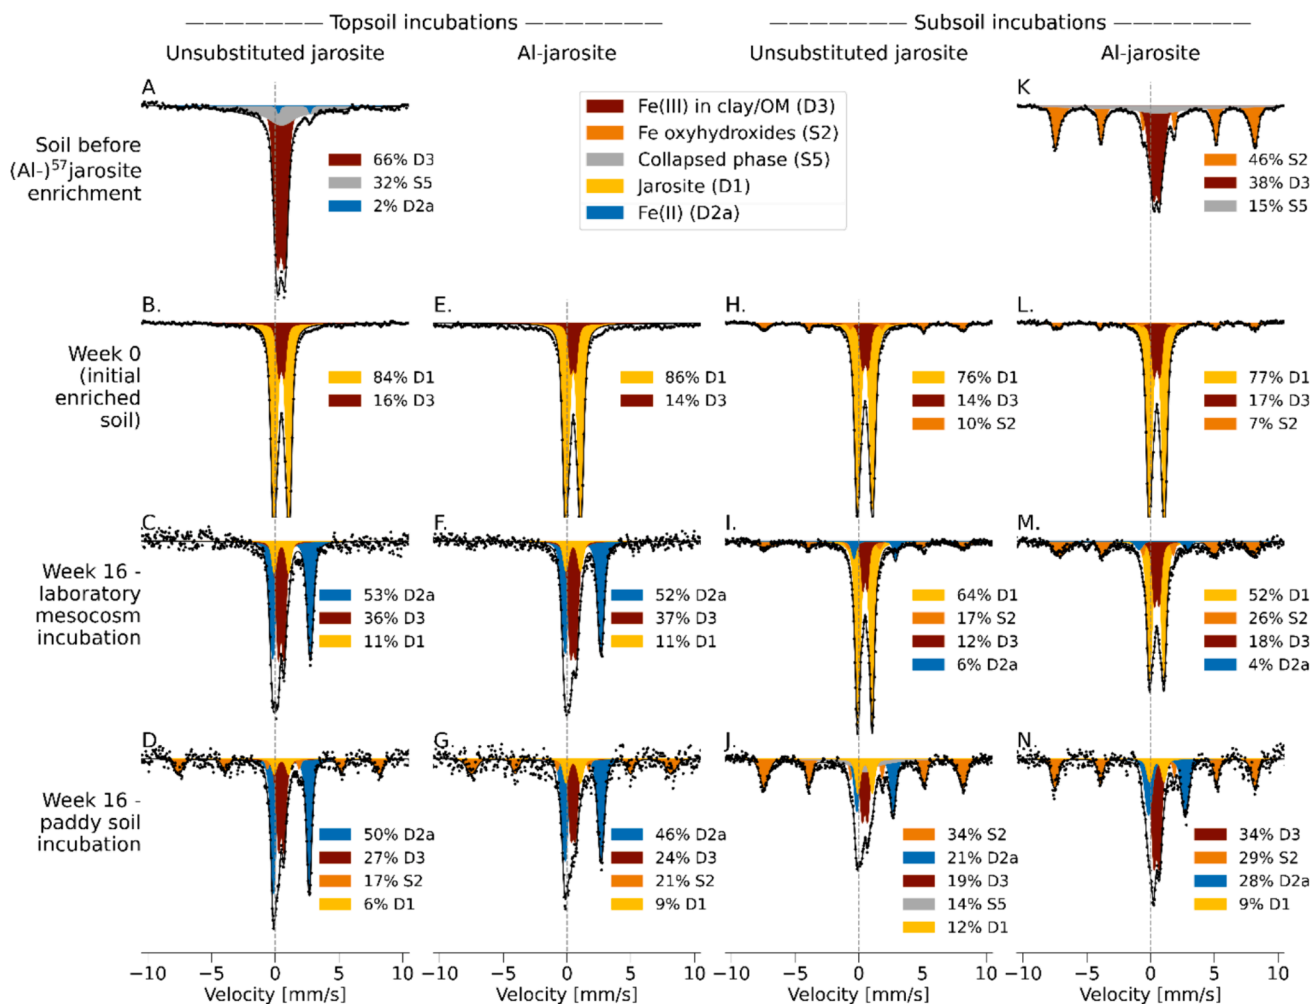 Topsoil incubations
Subsoil incubations
Unsubstituted jarosite
Al-jarosite
Unsubstituted jarosite
Al-jarosite
A
K
Fe(III) in clay/OM (D3)
Fe oxyhydroxides (S2)
Collapsed phase (S5)
Jarosite (D1)
Fe(II) (D2a)
Soil before
(Al-)⁵⁷jarosite
enrichment
66% D3
32% S5
2% D2a
46% S2
38% D3
15% S5
B.
E.
H.
L.
Week 0
(initial
enriched
soil)
84% D1
16% D3
86% D1
14% D3
76% D1
14% D3
10% S2
77% D1
17% D3
7% S2
C.
F.
I.
M.
Week 16 -
laboratory
mesocosm
incubation
53% D2a
36% D3
11% D1
52% D2a
37% D3
11% D1
64% D1
17% S2
12% D3
6% D2a
52% D1
26% S2
18% D3
4% D2a
D.
G.
J.
N.
Week 16 -
paddy soil
incubation
50% D2a
27% D3
17% S2
6% D1
46% D2a
24% D3
21% S2
9% D1
34% S2
21% D2a
19% D3
14% S5
12% D1
34% D3
29% S2
28% D2a
9% D1
−10 −5 0 5 10
−10 −5 0 5 10
−10 −5 0 5 10
−10 −5 0 5 10
Velocity [mm/s]
Velocity [mm/s]
Velocity [mm/s]
Velocity [mm/s]